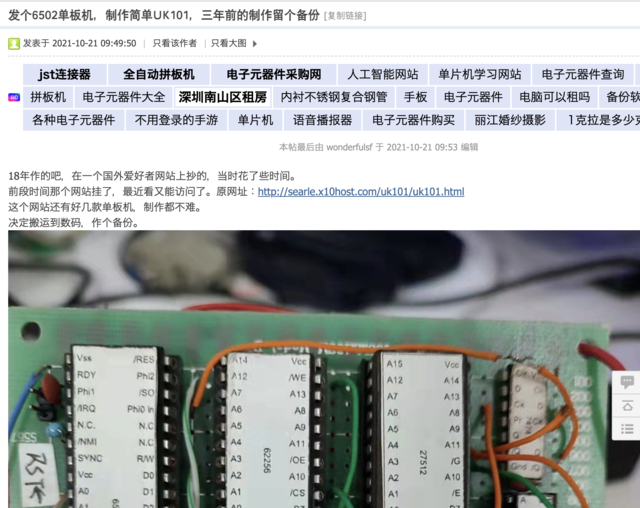 发个6502单板机，制作简单UK101，三年前的制作留个备份 [复制链接]
发表于 2021-10-21 09:49:50 | 只看该作者 | 只看大图
jst连接器 全自动拼板机 电子元器件采购网 人工智能网站 单片机学习网站 电子元器件查询
AD 拼板机 电子元器件大全 深圳南山区租房 内衬不锈钢复合钢管 手板 电子元器件 电脑可以租吗 备份软
各种电子元器件 不用登录的手游 单片机 语音播报器 电子元器件购买 丽江婚纱摄影 1克拉是多少
本帖最后由 wonderfulsf 于 2021-10-21 09:53 编辑
18年作的吧，在一个国外爱好者网站上抄的，当时花了些时间。
前段时间那个网站挂了，最近看又能访问了。原网址：http://searle.x10host.com/uk101/uk101.html
这个网站还有好几款单板机，制作都不难。
决定搬运到数码，作个备份。
Vss /RES
RDY Phi2
Phi1 /SO
/IRQ Phi0 In
N.C. N.C
/NMI N.C
SYNC R/W
Vcc D0
A0 D1
A1 D2
A14 Vcc
A12 /WE
A7 A13
A6 A8
A5 A9
A4 A11
A3 /OE
A2 A10
A1 /CS
62256
A15 Vcc
A12 A14
A7 A13
A6 A8
A5 A9
A4 A11
A3 /G
A2 A10
A1 /E
27512
Gnd
A
RST